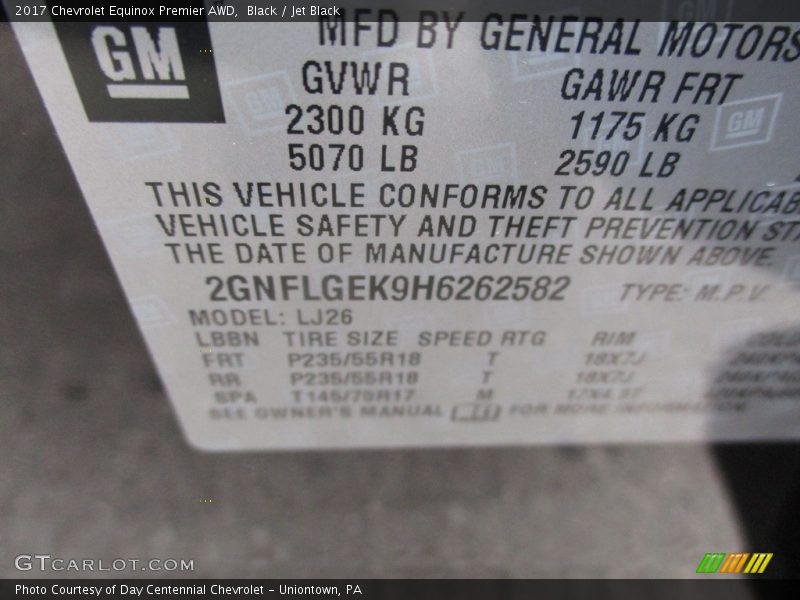 2017 Chevrolet Equinox Premier AWD, Black / Jet Black
GM
MFD BY GENERAL MOTORS
GVWR GAWR FRT
2300 KG 1175 KG
5070 LB 2590 LB
THIS VEHICLE CONFORMS TO ALL APPLICAB
VEHICLE SAFETY AND THEFT PREVENTION STA
THE DATE OF MANUFACTURE SHOWN ABOVE
2GNFLGEK9H6262582 TYPE: M.P.V.
MODEL: LJ26
LBBN TIRE SIZE SPEED RTG RIM COLD
FRT P235/55R18 T 18X7J
RR P235/55R18 T 18X7J
SPA T145/70R17 M 17X4 ST
SEE OWNER'S MANUAL FOR MORE INFORMATION
GTCARLOT.COM
Photo Courtesy of Day Centennial Chevrolet - Uniontown, PA